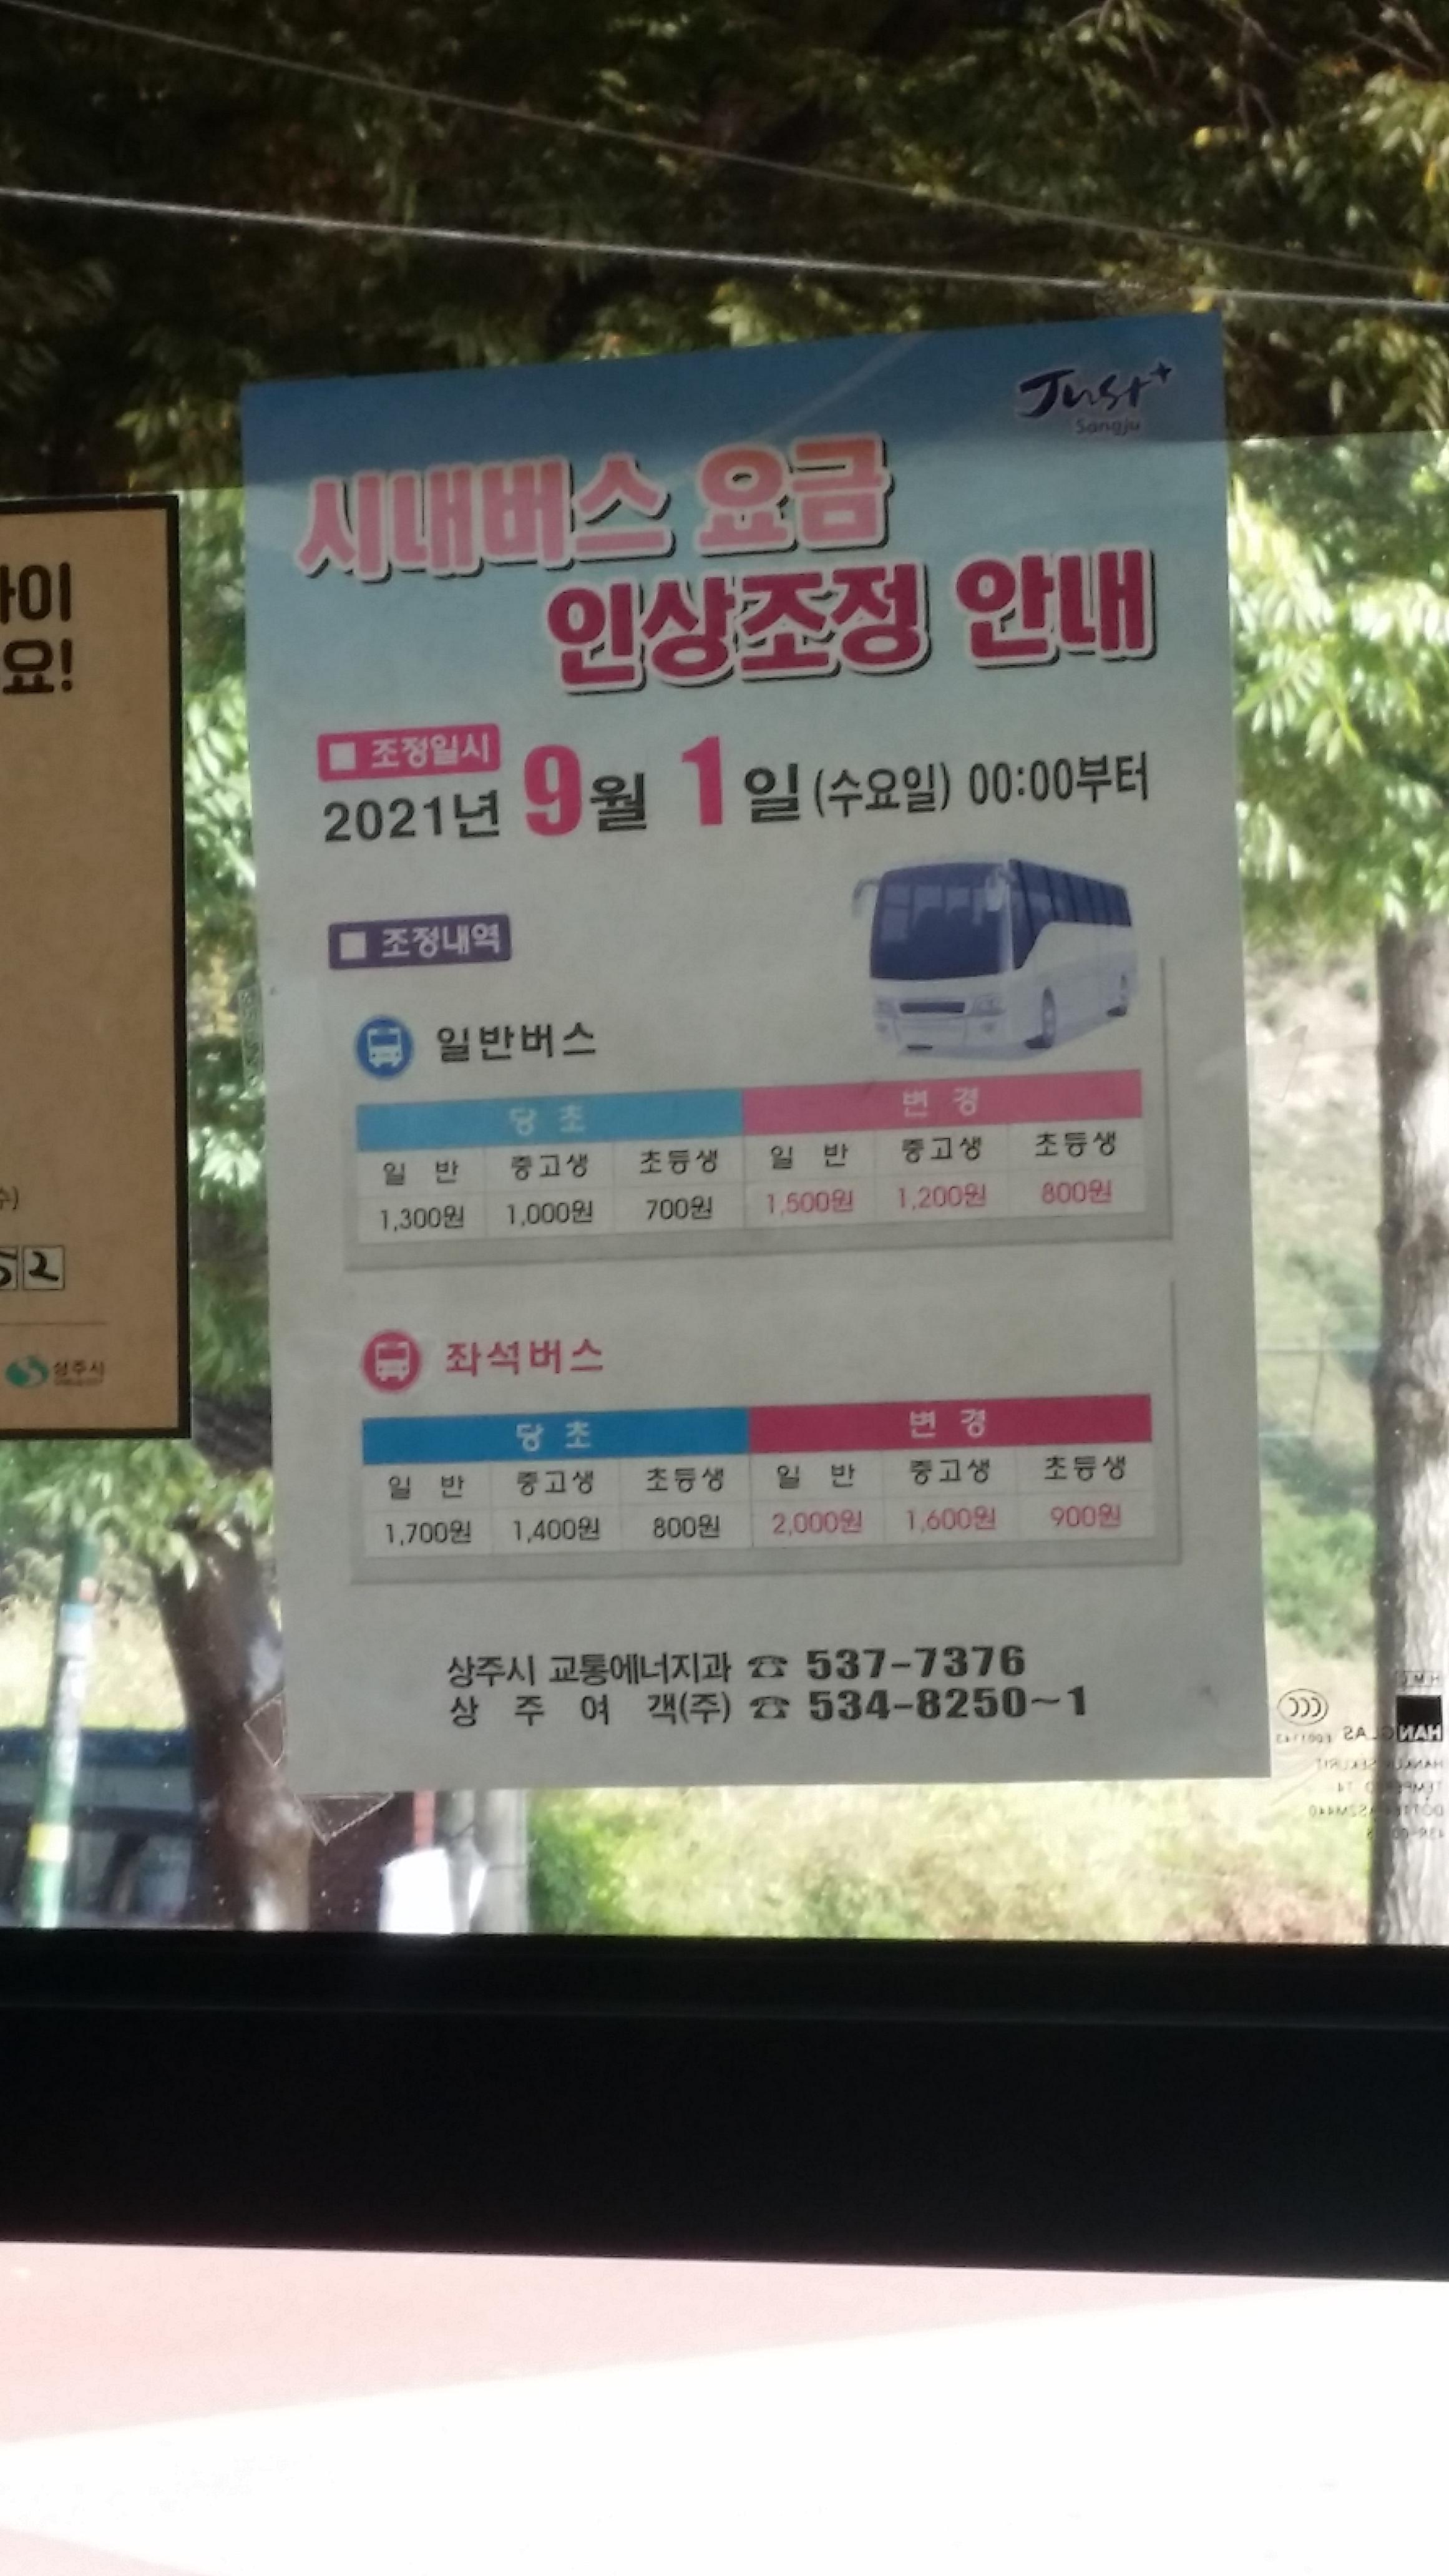 Just
Sangju
시내버스 요금
인상조정 안내
■ 조정일시
2021년 9월 1일 (수요일) 00:00부터
■ 조정내역
일반버스
당 초 변 경
일 반 중고생 초등생 일 반 중고생 초등생
1,300원 1,000원 700원 1,500원 1,200원 800원
좌석버스
당 초 변 경
일 반 중고생 초등생 일 반 중고생 초등생
1,700원 1,400원 800원 2,000원 1,600원 900원
상주시 교통에너지과 ☎ 537-7376
상 주 여 객(주) ☎ 534-8250~1
요!
52
상주시